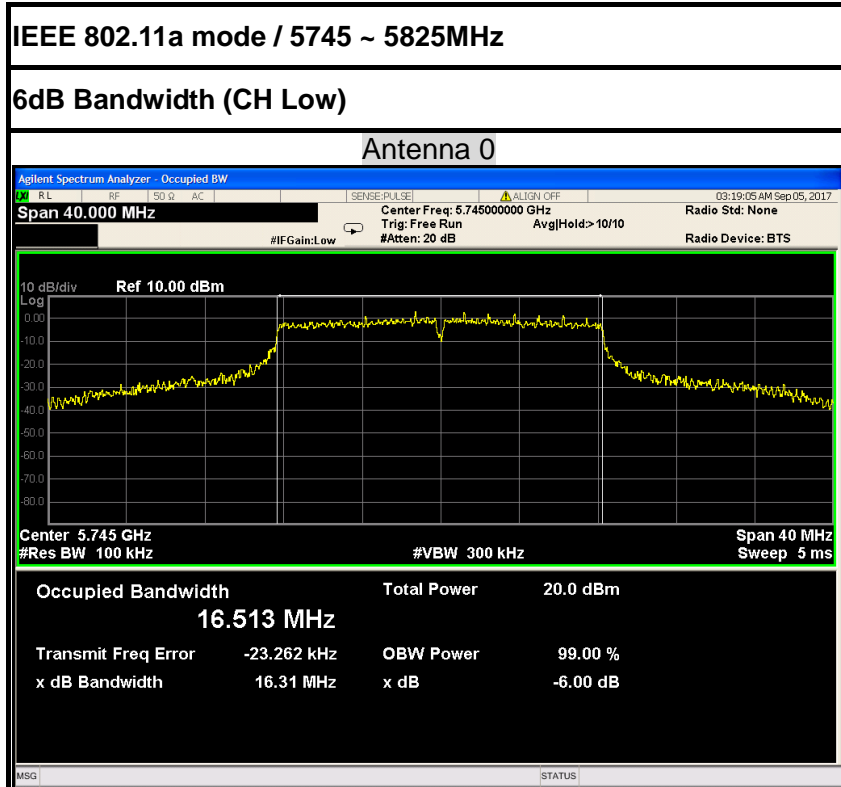 IEEE 802.11a mode / 5745 ~ 5825MHz
6dB Bandwidth (CH Low)
Antenna 0
Agilent Spectrum Analyzer - Occupied BW
LXI RL RF 50 Ω AC SENSE:PULSE ALIGN OFF 03:19:05 AM Sep 05, 2017
Span 40.000 MHz Center Freq: 5.745000000 GHz Radio Std: None
Trig: Free Run Avg|Hold:>10/10
#IFGain:Low #Atten: 20 dB Radio Device: BTS
10 dB/div Ref 10.00 dBm
Log
0.00
-10.0
-20.0
-30.0
-40.0
-50.0
-60.0
-70.0
-80.0
Center 5.745 GHz Span 40 MHz
#Res BW 100 kHz #VBW 300 kHz Sweep 5 ms
Occupied Bandwidth Total Power 20.0 dBm
16.513 MHz
Transmit Freq Error -23.262 kHz OBW Power 99.00 %
x dB Bandwidth 16.31 MHz x dB -6.00 dB
MSG STATUS